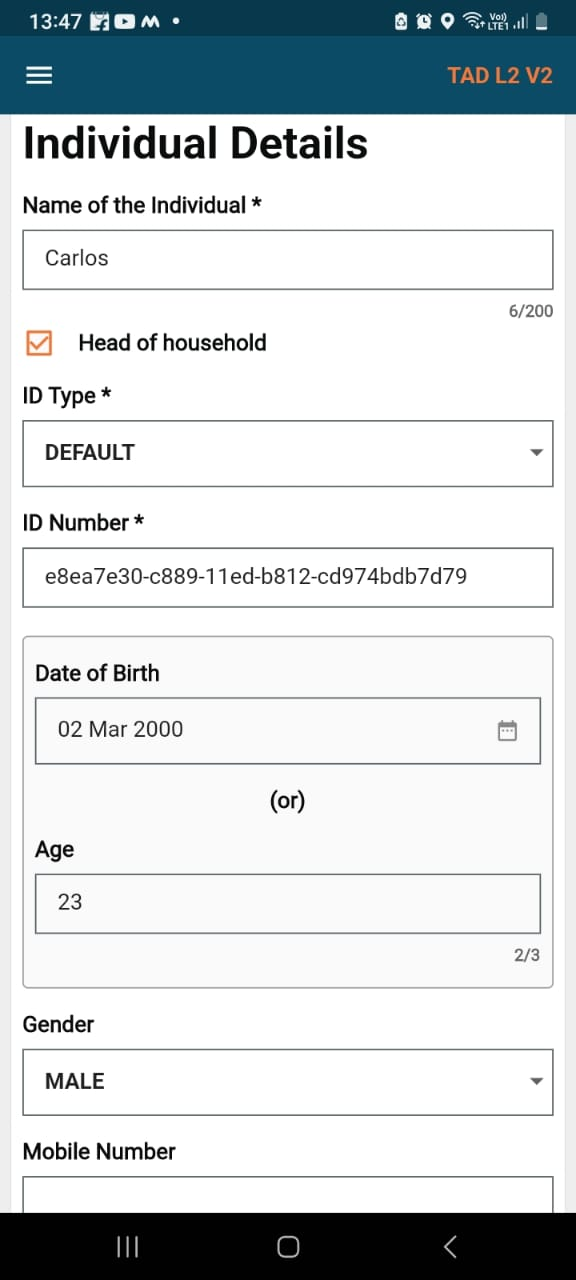 13:47
Vo))
LTE1
TAD L2 V2
Individual Details
Name of the Individual *
Carlos
6/200
Head of household
ID Type *
DEFAULT
ID Number *
e8ea7e30-c889-11ed-b812-cd974bdb7d79
Date of Birth
02 Mar 2000
(or)
Age
23
2/3
Gender
MALE
Mobile Number